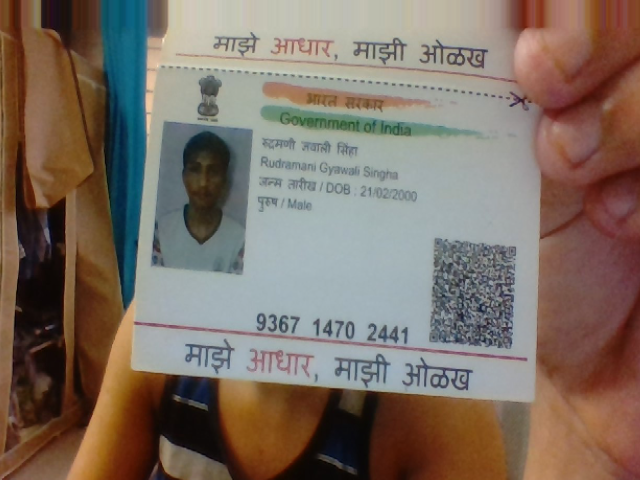 माझे आधार, माझी ओळख
भारत सरकार
Government of India
रुद्रमणी ज्ञवाली सिंहा
Rudramani Gyawali Singha
जन्म तारीख / DOB : 21/02/2000
पुरुष / Male
9367 1470 2441
माझे आधार, माझी ओळख